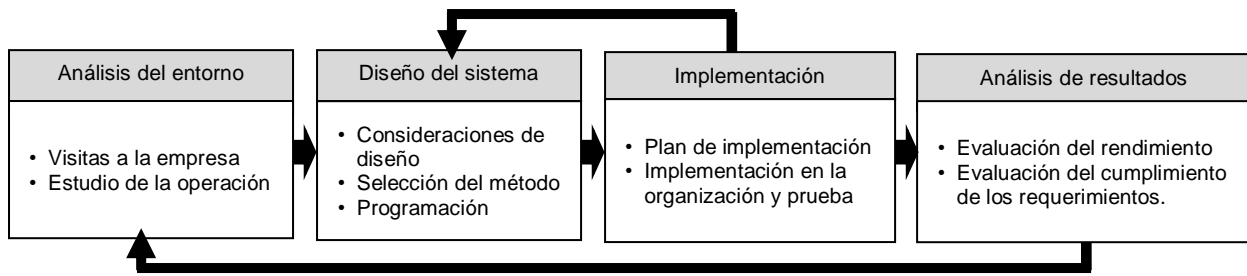 Análisis del entorno
• Visitas a la empresa
• Estudio de la operación
Diseño del sistema
• Consideraciones de
diseño
• Selección del método
• Programación
Implementación
• Plan de implementación
• Implementación en la
organización y prueba
Análisis de resultados
• Evaluación del rendimiento
• Evaluación del cumplimiento
de los requerimientos.